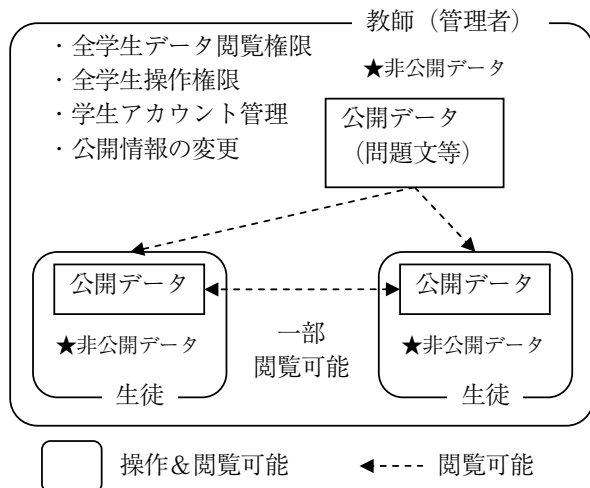 教師（管理者）
・全学生データ閲覧権限
・全学生操作権限
・学生アカウント管理
・公開情報の変更
★非公開データ
公開データ
（問題文等）
公開データ
★非公開データ
生徒
一部
閲覧可能
公開データ
★非公開データ
生徒
操作＆閲覧可能
閲覧可能